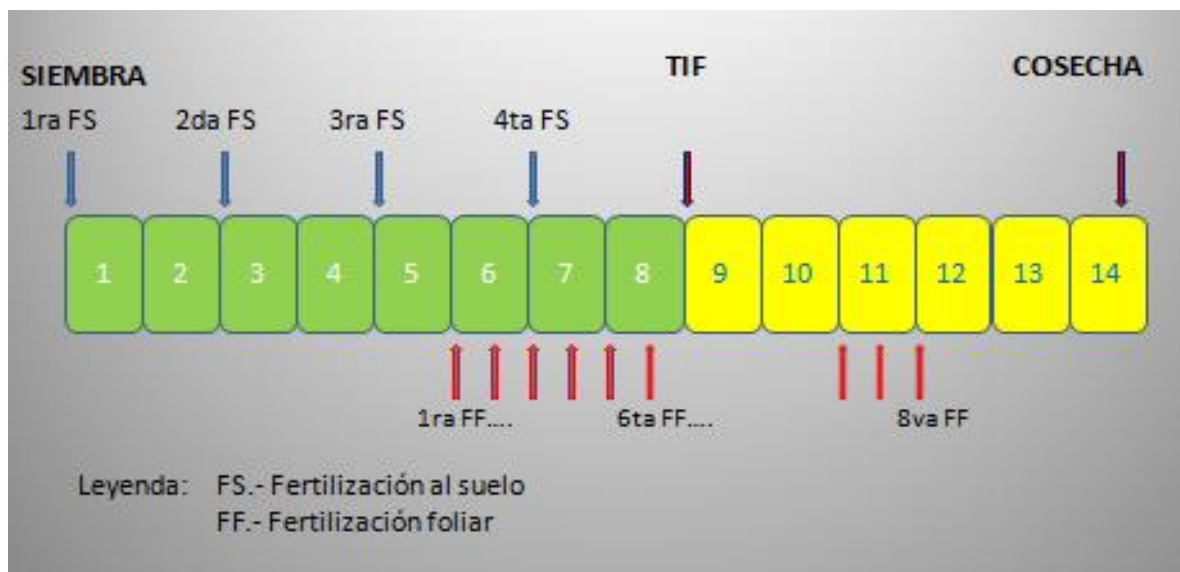 SIEMBRA
TIF
COSECHA
1ra FS 2da FS 3ra FS 4ta FS
1 2 3 4 5 6 7 8 9 10 11 12 13 14
1ra FF.... 6ta FF.... 8va FF
Leyenda: FS.- Fertilización al suelo
FF.- Fertilización foliar